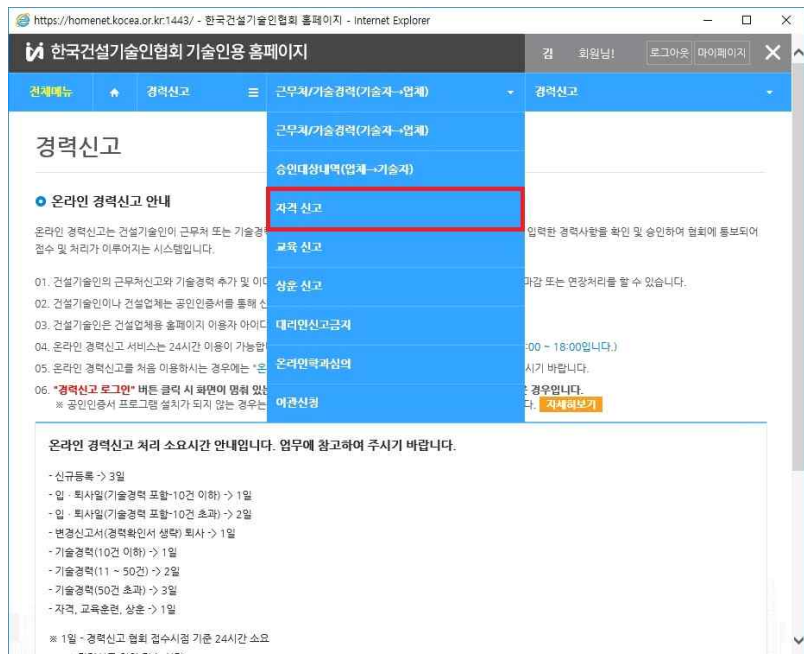 https://homenet.kocea.or.kr:1443/ - 한국건설기술인협회 홈페이지 - Internet Explorer
한국건설기술인협회 기술인용 홈페이지
김 회원님! 로그아웃 마이페이지
전체메뉴 경력신고 근무처/기술경력(기술자→업체) 경력신고
근무처/기술경력(기술자→업체)
승인대상내역(업체→기술자)
자격 신고
교육 신고
상훈 신고
대리인신고금지
온라인학과심의
이관신청
경력신고
온라인 경력신고 안내
온라인 경력신고는 건설기술인이 근무처 또는 기술경 입력한 경력사항을 확인 및 승인하여 협회에 통보되어
접수 및 처리가 이루어지는 시스템입니다.
01. 건설기술인의 근무처신고와 기술경력 추가 및 이 마감 또는 연장처리를 할 수 있습니다.
02. 건설기술인이나 건설업체는 공인인증서를 통해
03. 건설기술인은 건설업체용 홈페이지 이용자 아이디
04. 온라인 경력신고 서비스는 24시간 이용이 가능합 :00 ~ 18:00입니다.)
05. 온라인 경력신고를 처음 이용하시는 경우에는 "온 시기 바랍니다.
06. "경력신고 로그인" 버튼 클릭 시 화면이 멈춰 있는 경우입니다.
※ 공인인증서 프로그램 설치가 되지 않는 경우는 다. 자세히보기
온라인 경력신고 처리 소요시간 안내입니다. 업무에 참고하여 주시기 바랍니다.
- 신규등록 -> 3일
- 입 · 퇴사일(기술경력 포함-10건 이하) -> 1일
- 입 · 퇴사일(기술경력 포함-10건 초과) -> 2일
- 변경신고서(경력확인서 생략) 퇴사 -> 1일
- 기술경력(10건 이하) -> 1일
- 기술경력(11 ~ 50건) -> 2일
- 기술경력(50건 초과) -> 3일
- 자격, 교육훈련, 상훈 -> 1일
※ 1일 - 경력신고 협회 접수시점 기준 24시간 소요